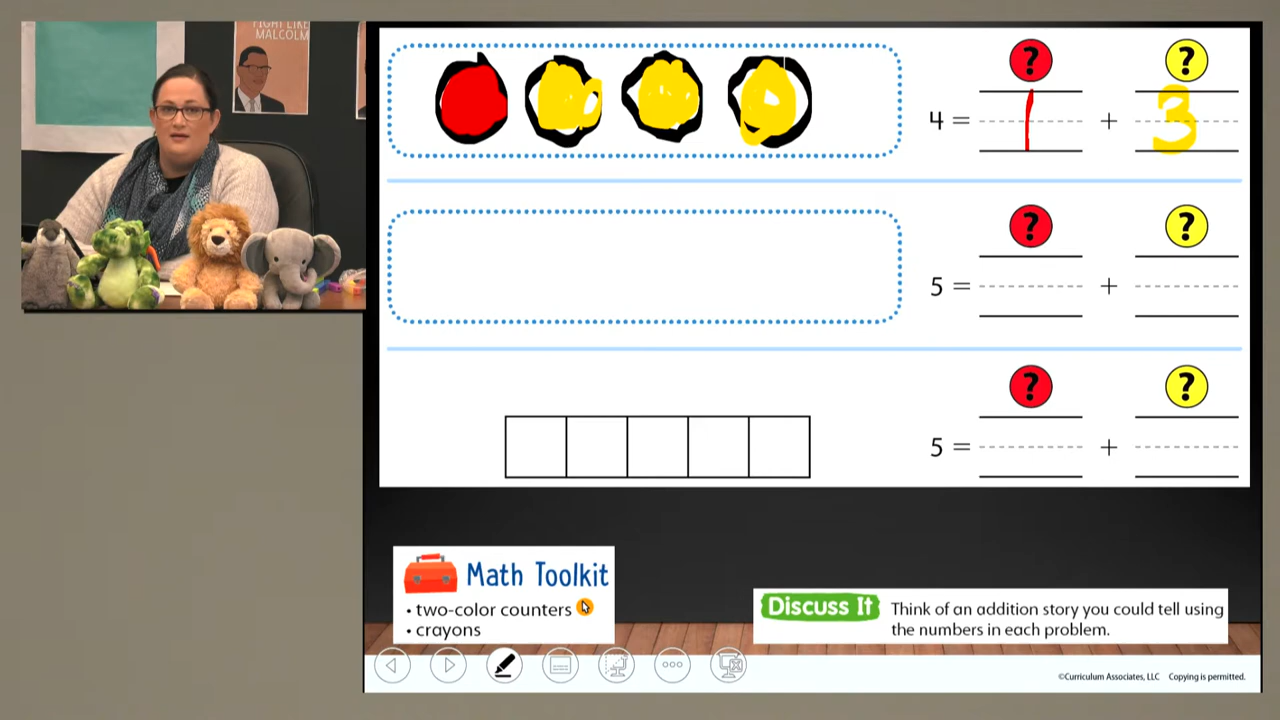 FIGHT LIKE
MALCOLM
? ?
4 = 1 + 3
? ?
5 = +
? ?
5 = +
Math Toolkit
• two-color counters
• crayons
Discuss It Think of an addition story you could tell using
the numbers in each problem.
©Curriculum Associates, LLC Copying is permitted.